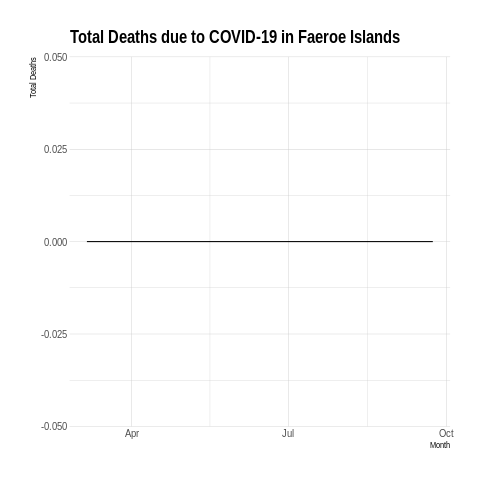 Total Deaths due to COVID-19 in Faeroe Islands
Total Deaths
0.050
0.025
0.000
-0.025
-0.050
Apr Jul Oct
Month